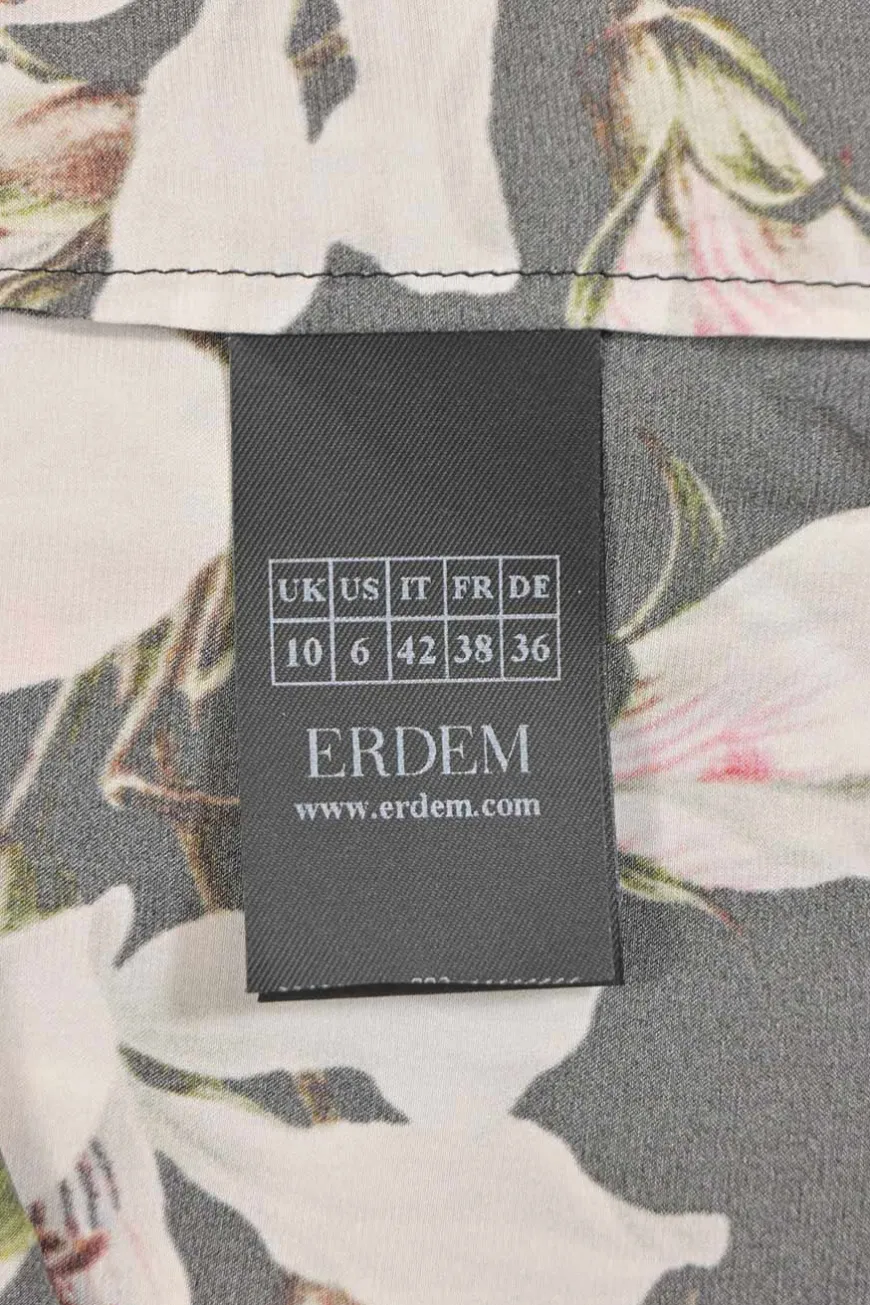 UK US IT FR DE
10 6 42 38 36
ERDEM
www.erdem.com